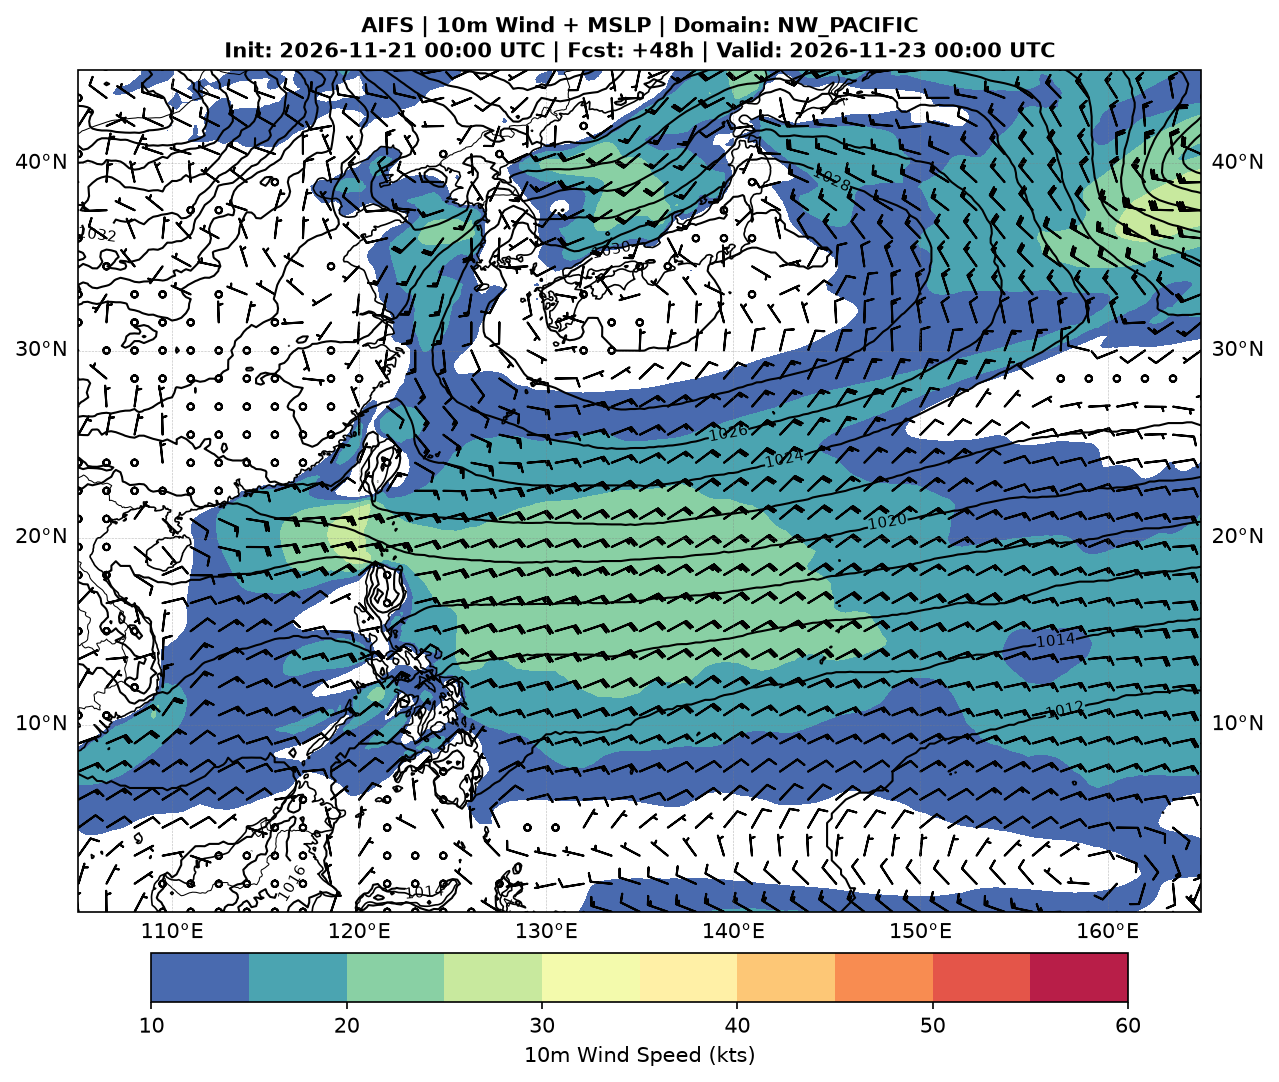 AIFS | 10m Wind + MSLP | Domain: NW_PACIFIC
Init: 2026-11-21 00:00 UTC | Fcst: +48h | Valid: 2026-11-23 00:00 UTC
40°N
40°N
1028
1032
1030
30°N
30°N
1026
1024
1020
20°N
20°N
1014
1012
10°N
10°N
1016
1014
110°E
120°E
130°E
140°E
150°E
160°E
10
20
30
40
50
60
10m Wind Speed (kts)